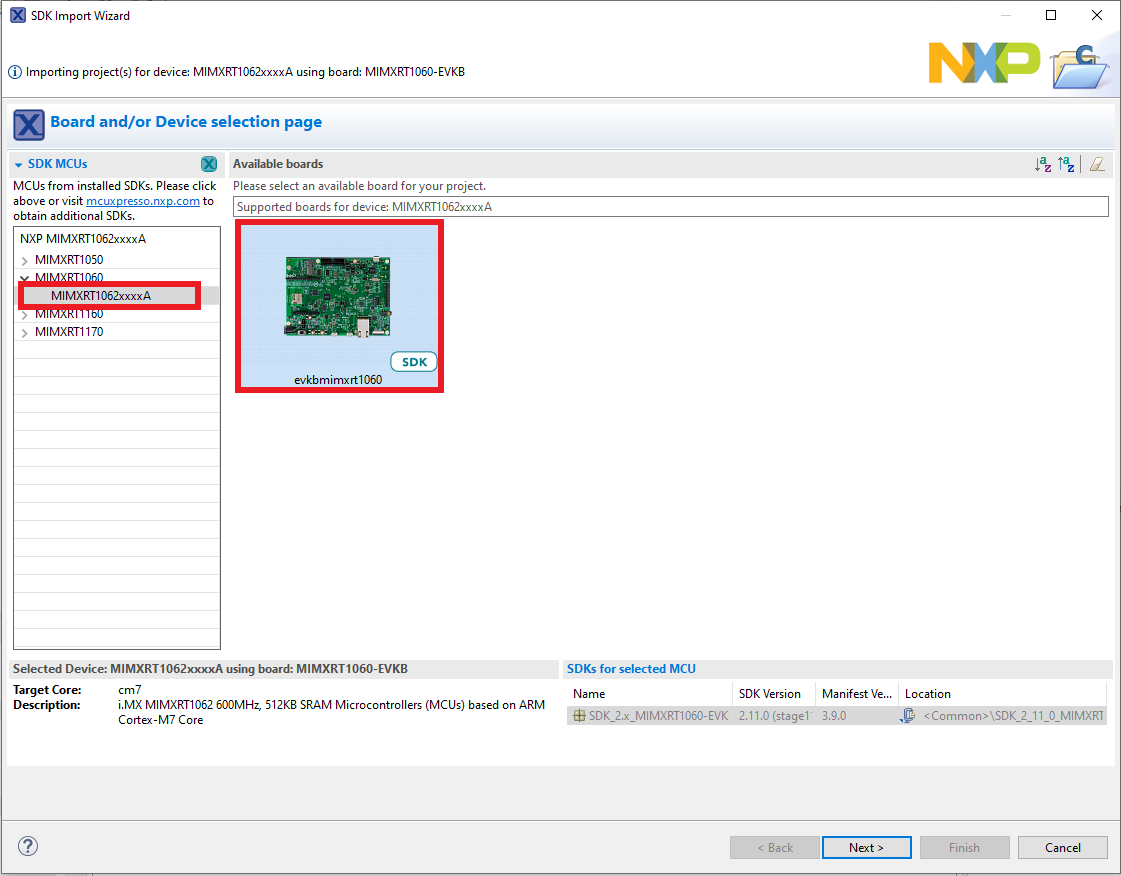 SDK Import Wizard
Importing project(s) for device: MIMXRT1062xxxxA using board: MIMXRT1060-EVKB
NXP
C
Board and/or Device selection page
SDK MCUs
MCUs from installed SDKs. Please click
above or visit mcuxpresso.nxp.com to
obtain additional SDKs.
NXP MIMXRT1062xxxxA
MIMXRT1050
MIMXRT1060
MIMXRT1062xxxxA
MIMXRT1160
MIMXRT1170
Available boards
Please select an available board for your project.
Supported boards for device: MIMXRT1062xxxxA
SDK
evkbmimxrt1060
Selected Device: MIMXRT1062xxxxA using board: MIMXRT1060-EVKB
Target Core: cm7
Description: i.MX MIMXRT1062 600MHz, 512KB SRAM Microcontrollers (MCUs) based on ARM
Cortex-M7 Core
SDKs for selected MCU
Name SDK Version Manifest Ve... Location
SDK_2.x_MIMXRT1060-EVK 2.11.0 (stage1 3.9.0 <Common>\SDK_2_11_0_MIMXRT
< Back Next > Finish Cancel